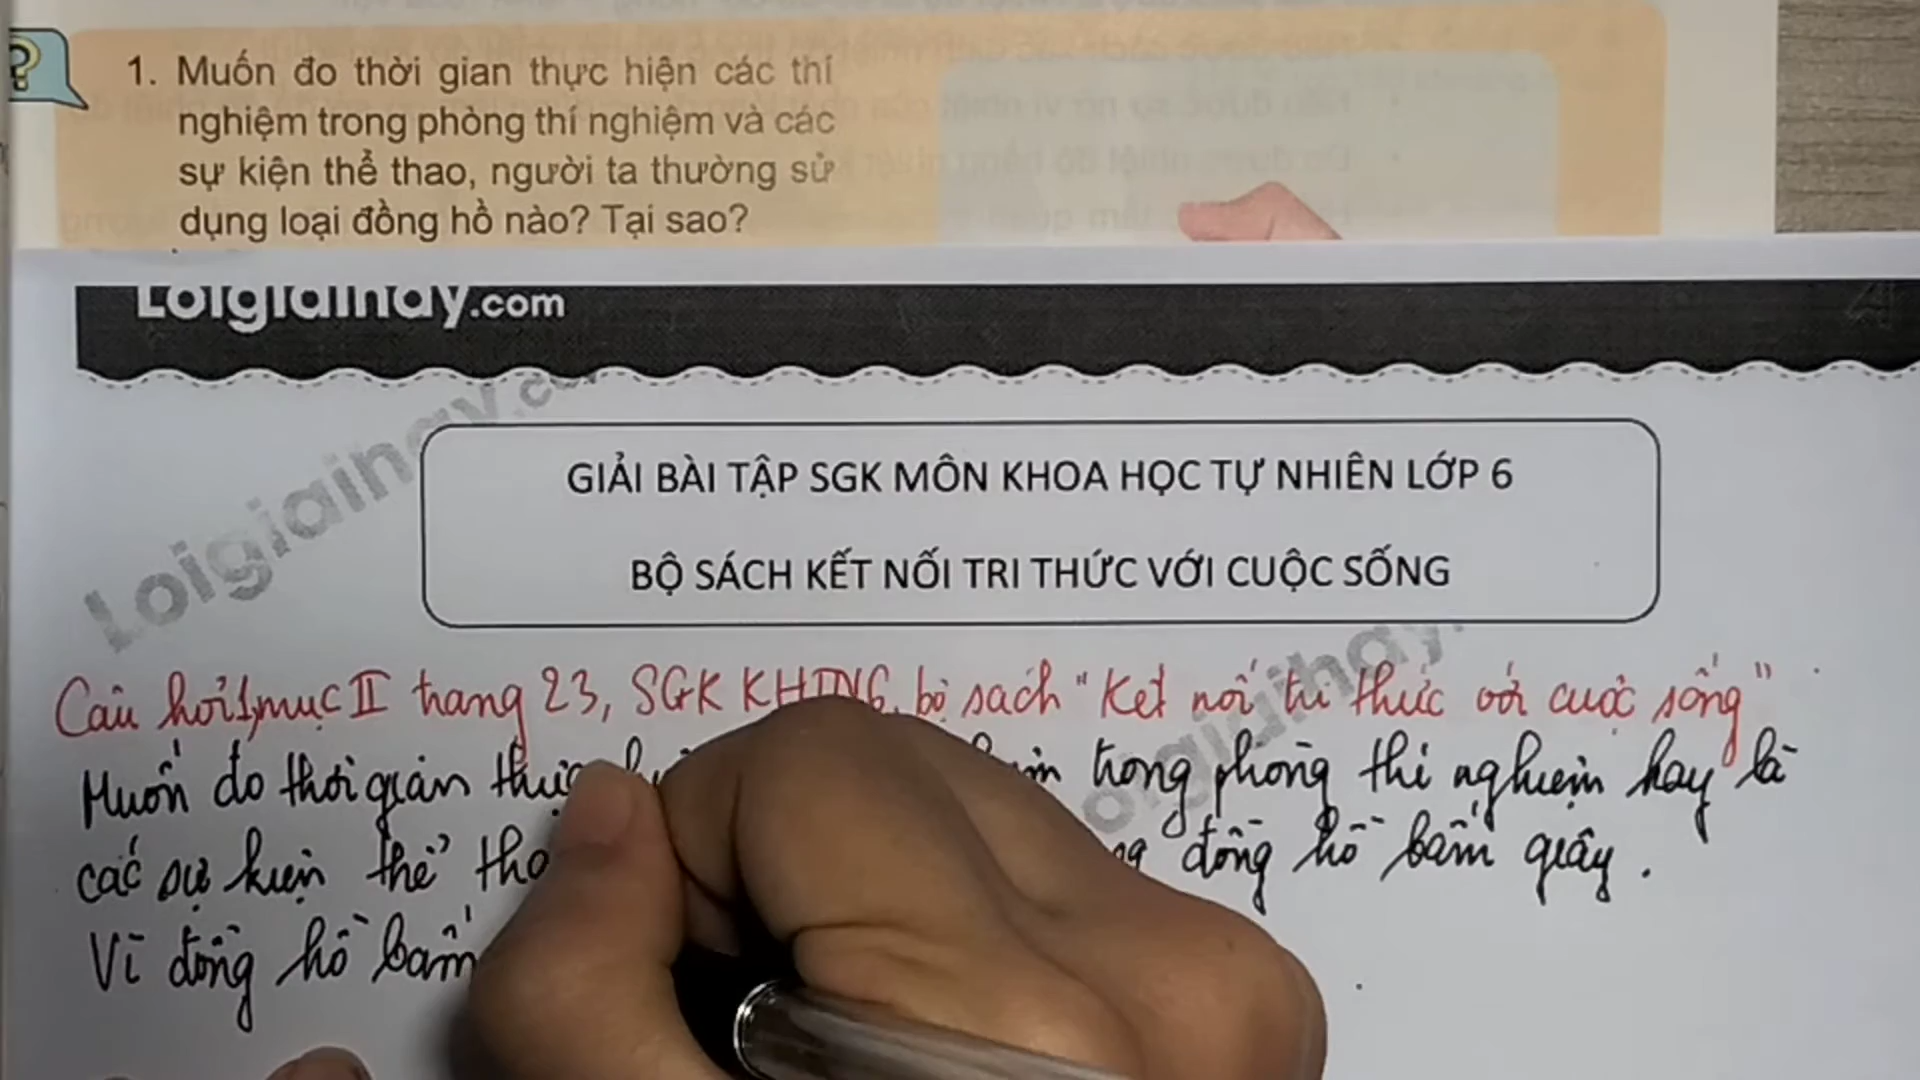 1. Muốn đo thời gian thực hiện các thí
nghiệm trong phòng thí nghiệm và các
sự kiện thể thao, người ta thường sử
dụng loại đồng hồ nào? Tại sao?
Loigiaihay.com
GIẢI BÀI TẬP SGK MÔN KHOA HỌC TỰ NHIÊN LỚP 6
BỘ SÁCH KẾT NỐI TRI THỨC VỚI CUỘC SỐNG
Câu hỏi 1, mục II trang 23, SGK KHTN6, bộ sách "Kết nối tri thức với cuộc sống"
Muốn đo thời gian thực trong phòng thí nghiệm hay là
các sự kiện thể đồng hồ bấm giây.
Vì đồng hồ bấm